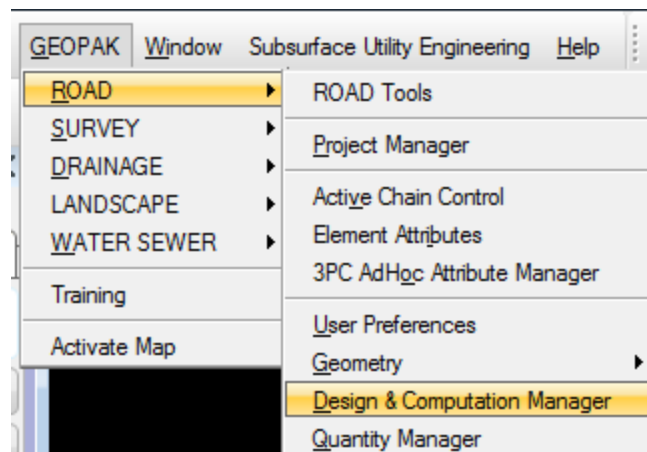 GEOPAK Window Subsurface Utility Engineering Help
ROAD
SURVEY
DRAINAGE
LANDSCAPE
WATER SEWER
Training
Activate Map
ROAD Tools
Project Manager
Active Chain Control
Element Attributes
3PC AdHoc Attribute Manager
User Preferences
Geometry
Design & Computation Manager
Quantity Manager